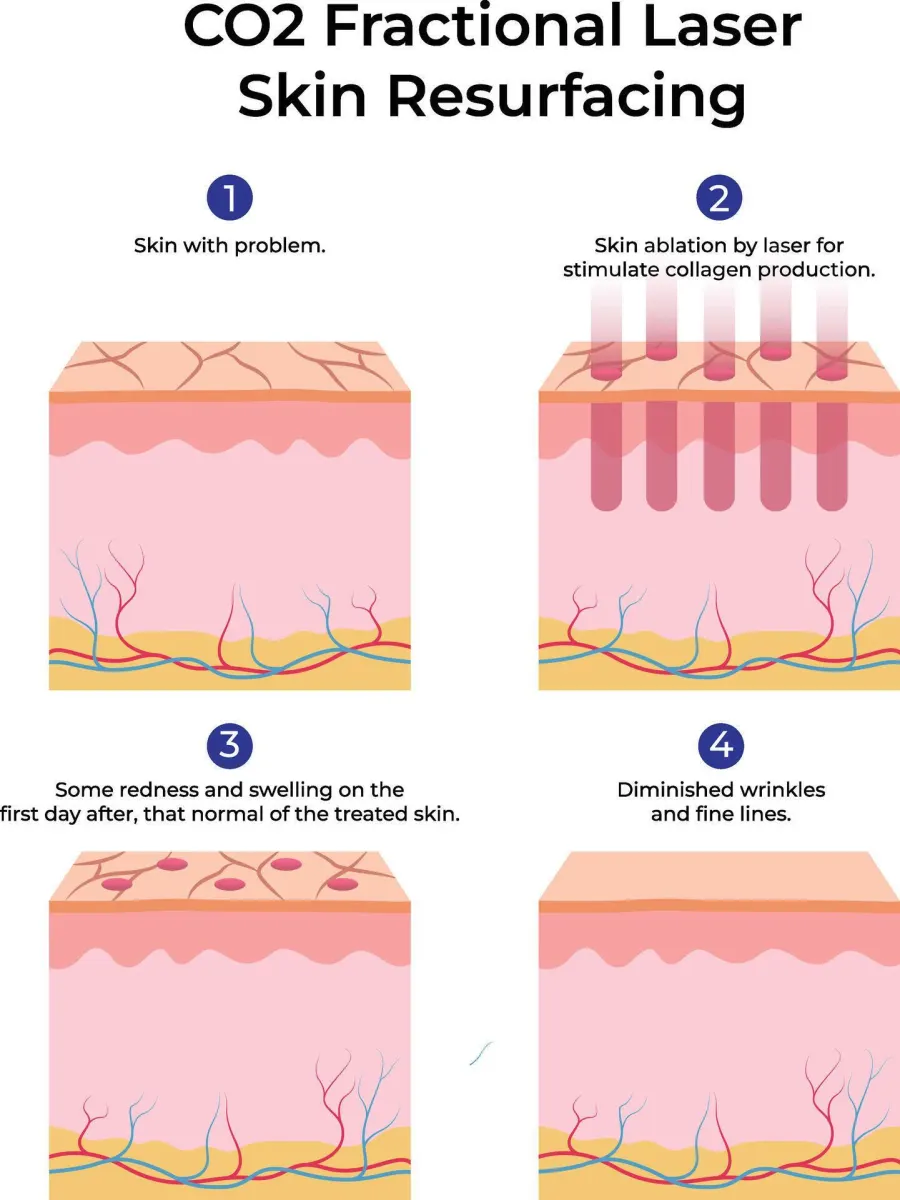 CO2 Fractional Laser
Skin Resurfacing
1
Skin with problem.
2
Skin ablation by laser for
stimulate collagen production.
3
Some redness and swelling on the
first day after, that normal of the treated skin.
4
Diminished wrinkles
and fine lines.